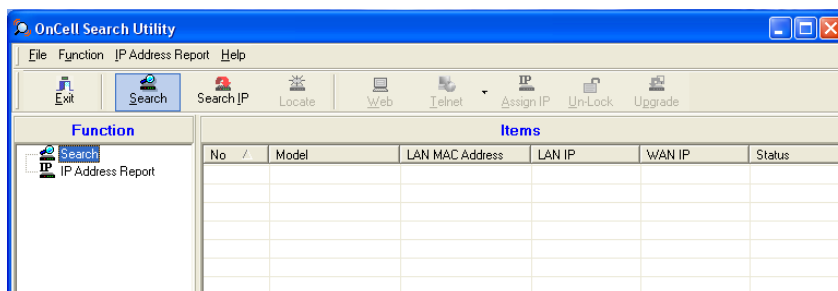 OnCell Search Utility
File Function IP Address Report Help
Exit Search Search IP Locate Web Telnet Assign IP Un-Lock Upgrade
Function Items
Search
IP Address Report
No Model LAN MAC Address LAN IP WAN IP Status